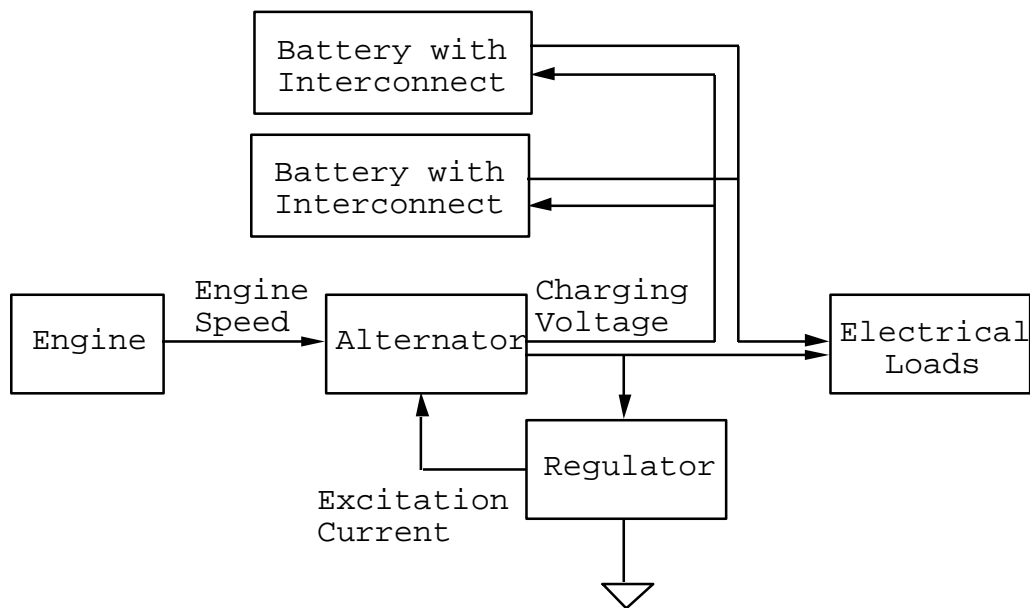 Battery with
Interconnect
Battery with
Interconnect
Engine
Speed
Charging
Voltage
Engine
Alternator
Electrical
Loads
Regulator
Excitation
Current